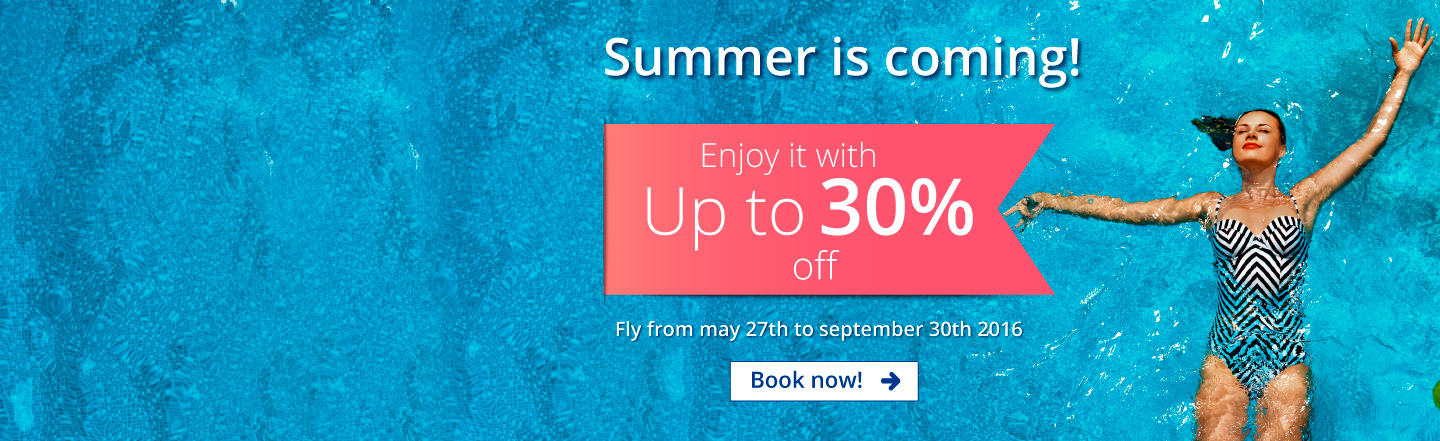 Summer is coming!
Enjoy it with
Up to 30%
off
Fly from may 27th to september 30th 2016
Book now!